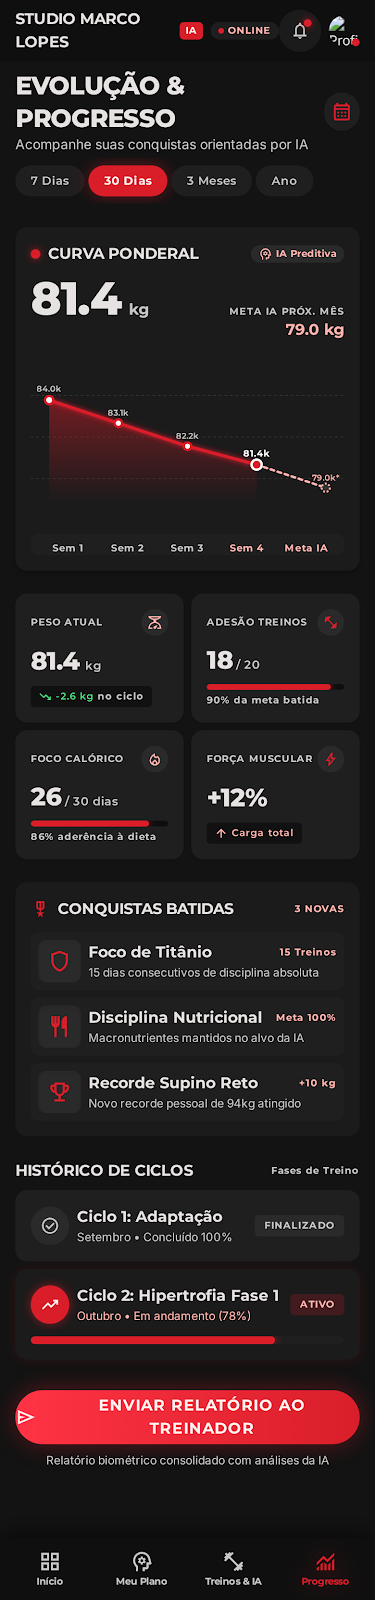 STUDIO MARCO
LOPES
IA
ONLINE
Profi
EVOLUÇÃO &
PROGRESSO
Acompanhe suas conquistas orientadas por IA
7 Dias
30 Dias
3 Meses
Ano
CURVA PONDERAL
IA Preditiva
81.4 kg
META IA PRÓX. MÊS
79.0 kg
84.0k
83.1k
82.2k
81.4k
79.0k*
Sem 1
Sem 2
Sem 3
Sem 4
Meta IA
PESO ATUAL
81.4 kg
-2.6 kg no ciclo
ADESÃO TREINOS
18 / 20
90% da meta batida
FOCO CALÓRICO
26 / 30 dias
86% aderência à dieta
FORÇA MUSCULAR
+12%
Carga total
CONQUISTAS BATIDAS
3 NOVAS
Foco de Titânio
15 Treinos
15 dias consecutivos de disciplina absoluta
Disciplina Nutricional
Meta 100%
Macronutrientes mantidos no alvo da IA
Recorde Supino Reto
+10 kg
Novo recorde pessoal de 94kg atingido
HISTÓRICO DE CICLOS
Fases de Treino
Ciclo 1: Adaptação
Setembro • Concluído 100%
FINALIZADO
Ciclo 2: Hipertrofia Fase 1
Outubro • Em andamento (78%)
ATIVO
ENVIAR RELATÓRIO AO
TREINADOR
Relatório biométrico consolidado com análises da IA
Início
Meu Plano
Treinos & IA
Progresso